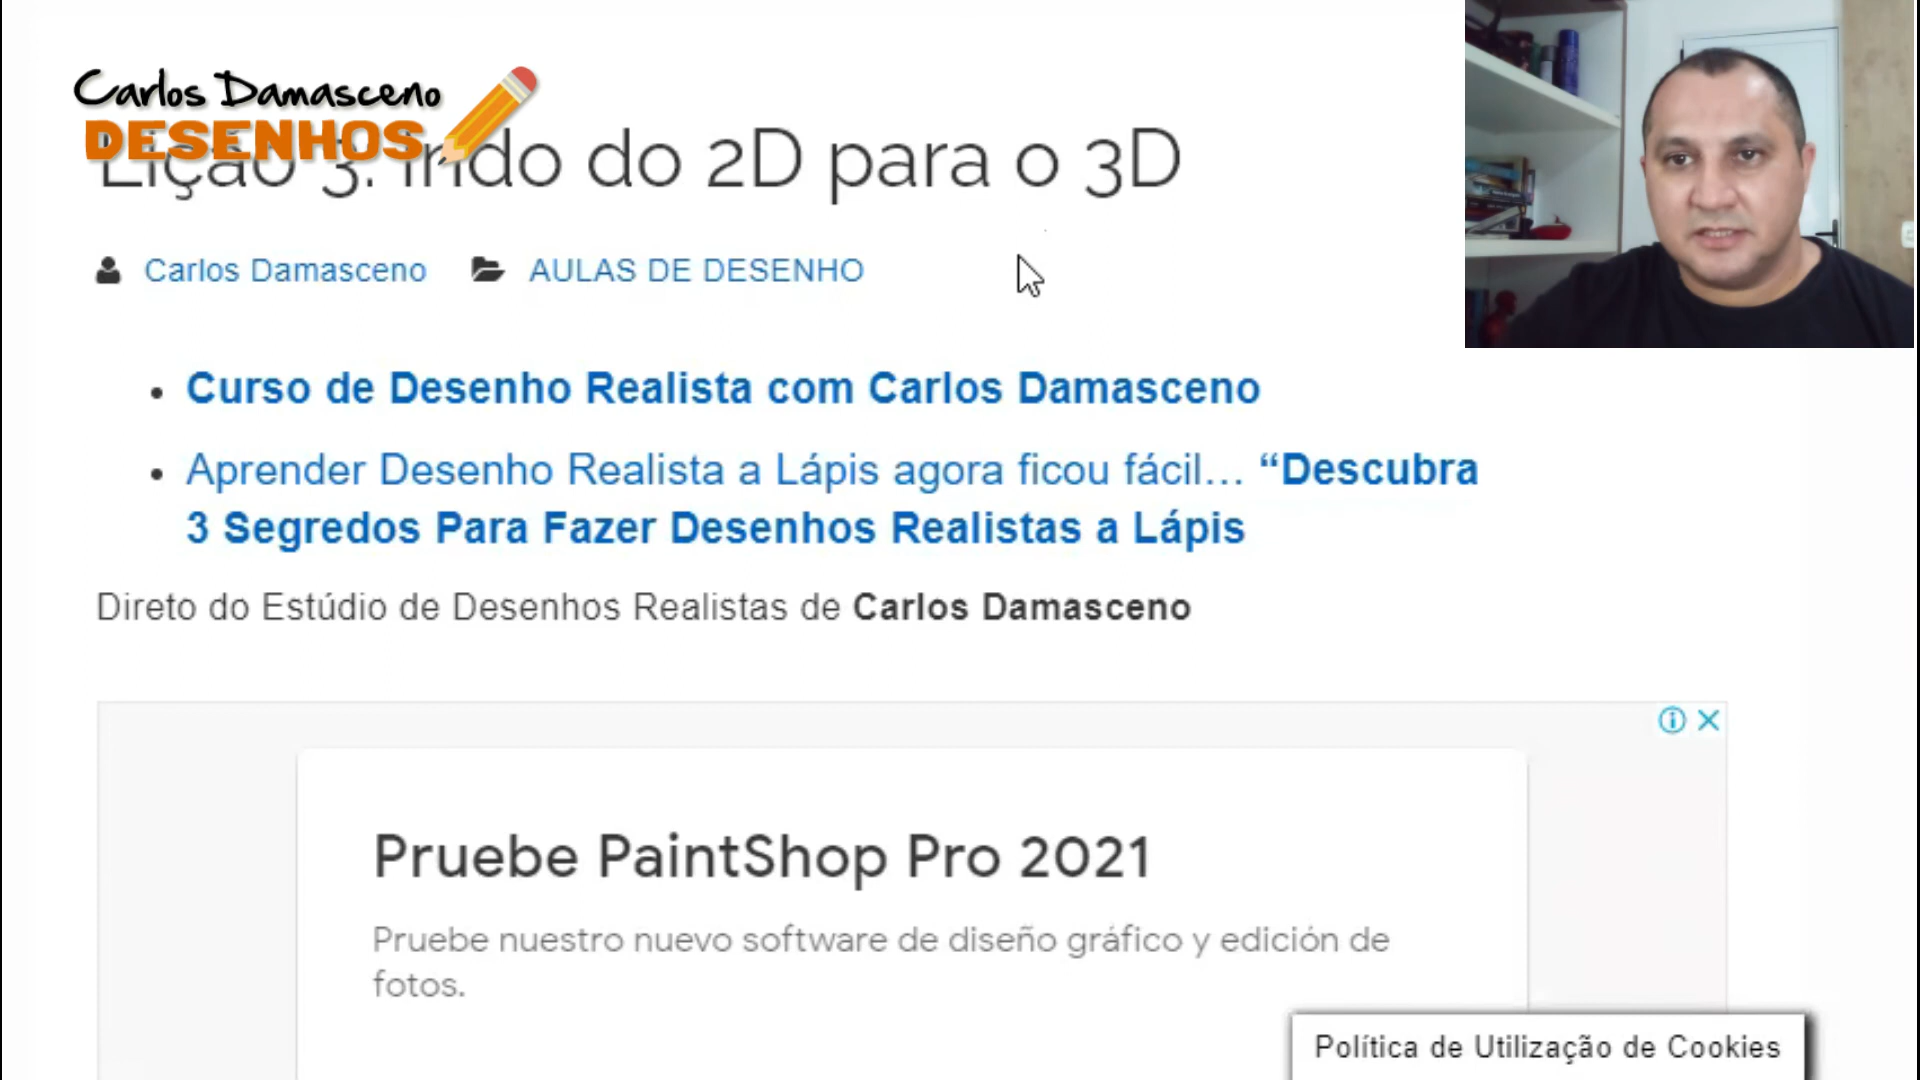 Carlos Damasceno
DESENHOS
Lição 3: Indo do 2D para o 3D
Carlos Damasceno AULAS DE DESENHO
• Curso de Desenho Realista com Carlos Damasceno
• Aprender Desenho Realista a Lápis agora ficou fácil… “Descubra
3 Segredos Para Fazer Desenhos Realistas a Lápis
Direto do Estúdio de Desenhos Realistas de Carlos Damasceno
Pruebe PaintShop Pro 2021
Pruebe nuestro nuevo software de diseño gráfico y edición de
fotos.
Política de Utilização de Cookies